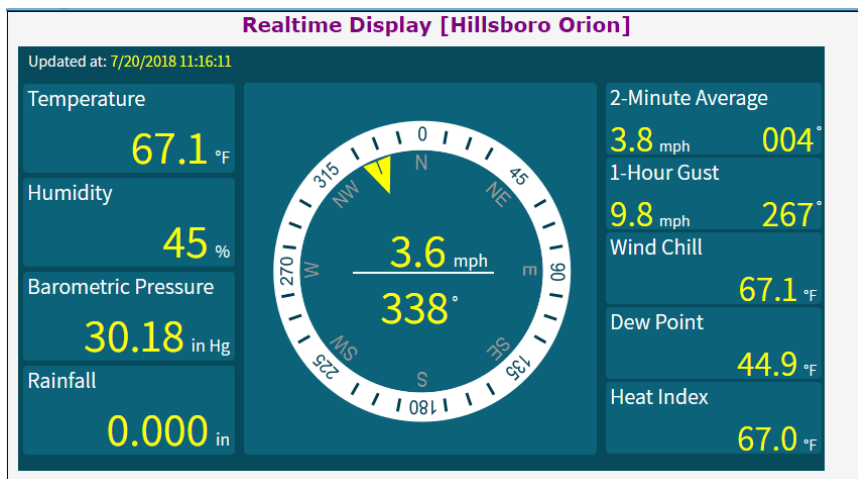 Realtime Display [Hillsboro Orion]
Updated at: 7/20/2018 11:16:11
Temperature
67.1 °F
Humidity
45 %
Barometric Pressure
30.18 in Hg
Rainfall
0.000 in
0
45
90
135
180
225
270
315
N
NE
E
SE
S
SW
W
NW
3.6 mph
338°
2-Minute Average
3.8 mph 004°
1-Hour Gust
9.8 mph 267°
Wind Chill
67.1 °F
Dew Point
44.9 °F
Heat Index
67.0 °F